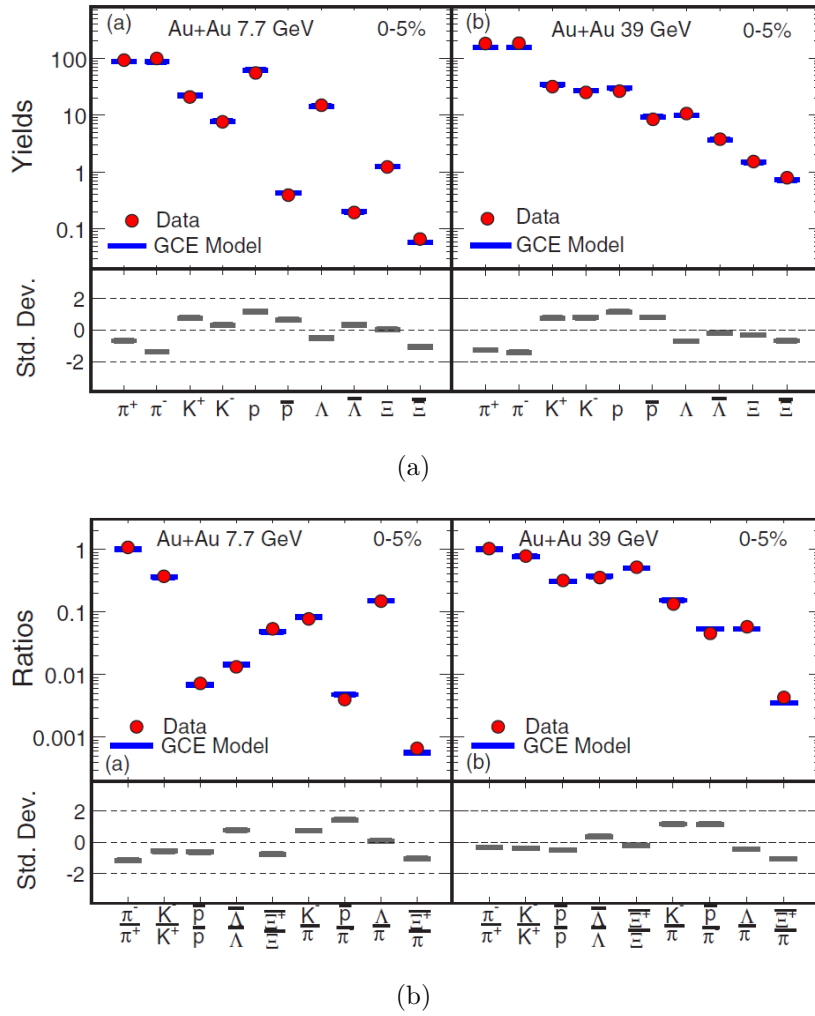 (a) Au+Au 7.7 GeV 0-5%
(b) Au+Au 39 GeV 0-5%
Yields
100
10
1
0.1
Data
GCE Model
Data
GCE Model
Std. Dev.
2
0
-2
π⁺ π⁻ K⁺ K⁻ p p̅ Λ Λ̅ Ξ Ξ̅
π⁺ π⁻ K⁺ K⁻ p p̅ Λ Λ̅ Ξ Ξ̅
(a)
Au+Au 7.7 GeV 0-5%
Au+Au 39 GeV 0-5%
Ratios
1
0.1
0.01
0.001
Data
GCE Model
(a)
Data
GCE Model
(b)
Std. Dev.
2
0
-2
π⁻/π⁺ K⁻/K⁺ p̅/p Λ̅/Λ Ξ̅⁺/Ξ K⁻/π p̅/π⁻ Λ/π Ξ̅⁺/π
π⁻/π⁺ K⁻/K⁺ p̅/p Λ̅/Λ Ξ̅⁺/Ξ K⁻/π p̅/π⁻ Λ/π Ξ̅⁺/π
(b)